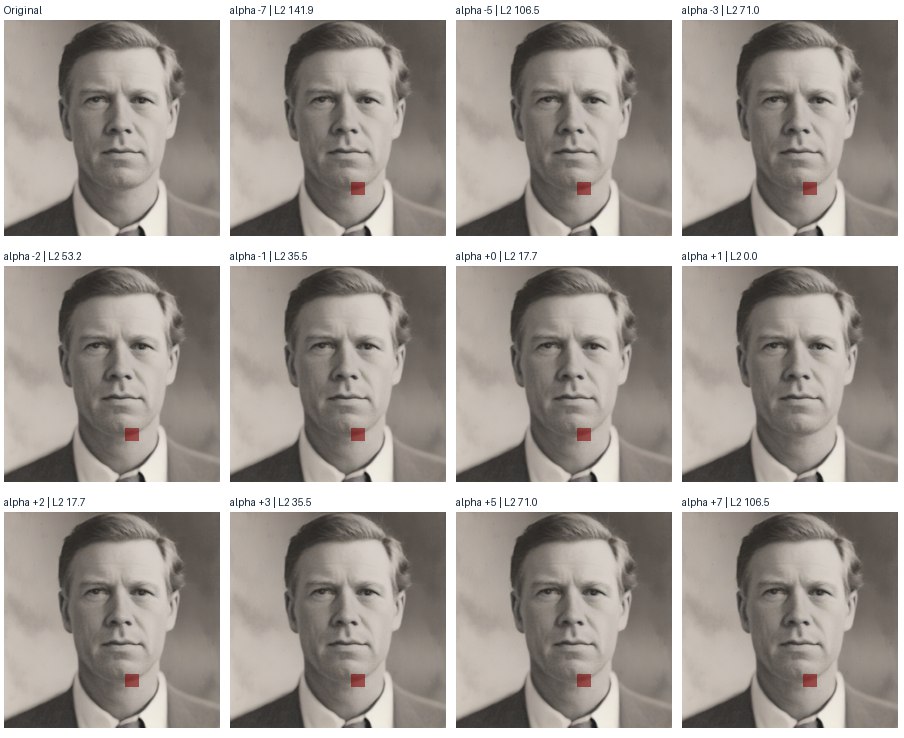 Original
alpha -7 | L2 141.9
alpha -5 | L2 106.5
alpha -3 | L2 71.0
alpha -2 | L2 53.2
alpha -1 | L2 35.5
alpha +0 | L2 17.7
alpha +1 | L2 0.0
alpha +2 | L2 17.7
alpha +3 | L2 35.5
alpha +5 | L2 71.0
alpha +7 | L2 106.5